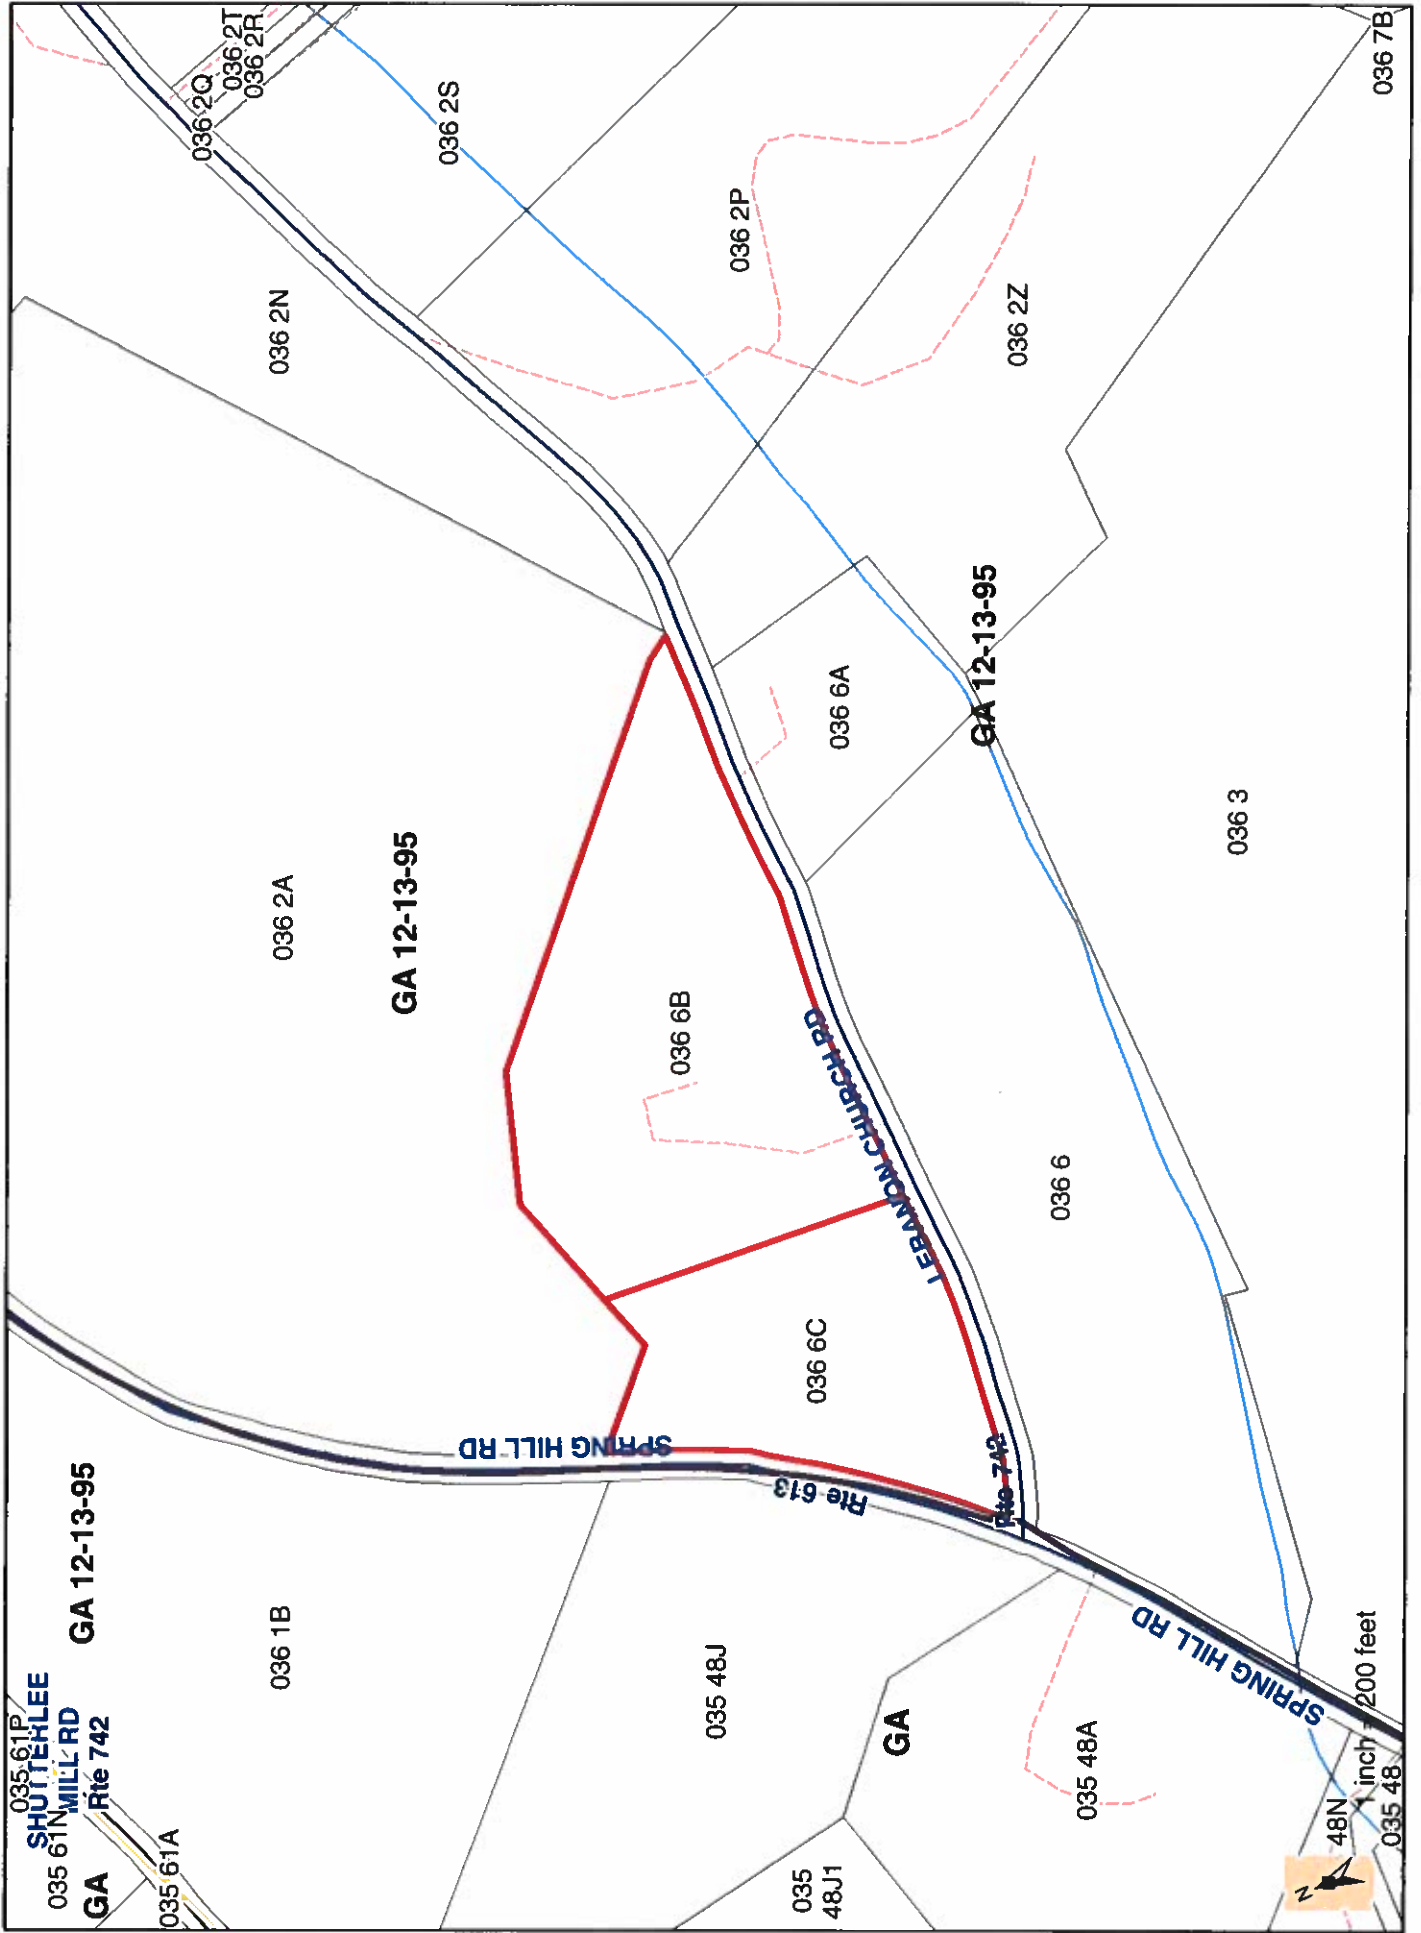 035 61P
SHUTTERLEE
MILL RD
Rte 742
035 61N
GA
035 61A
GA 12-13-95
036 1B
036 2A
GA 12-13-95
036 2N
036 2Q
036 2T
036 2R
036 2S
036 2P
036 2Z
036 7B
SPRING HILL RD
Rte 613
036 6B
036 6C
LEBANON CHURCH RD
Rte 742
036 6A
GA 12-13-95
036 3
036 6
035 48J
GA
035 48A
035
48J1
SPRING HILL RD
48N
035 48
1 inch = 200 feet
N